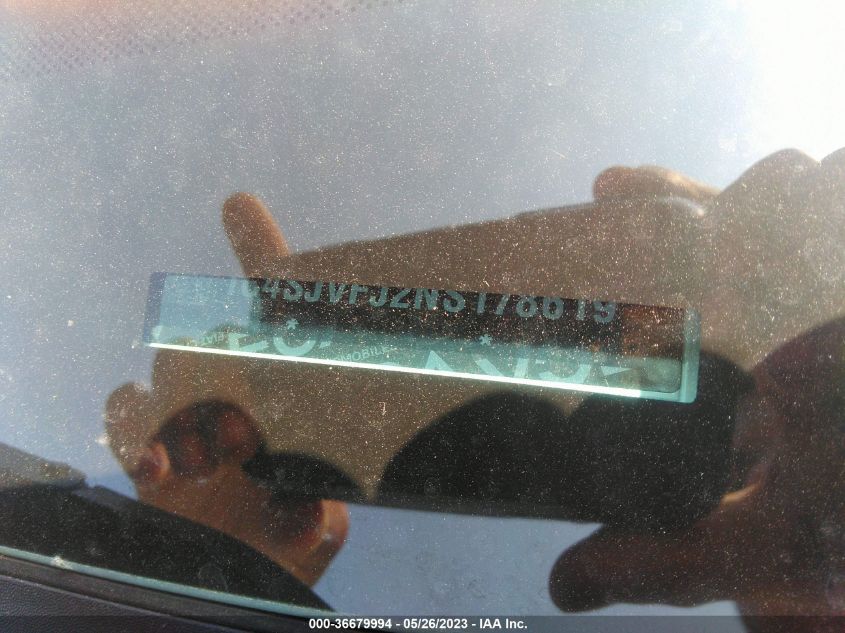 1C4SJVFJ2NS178619
000-36679994 - 05/26/2023 - IAA Inc.